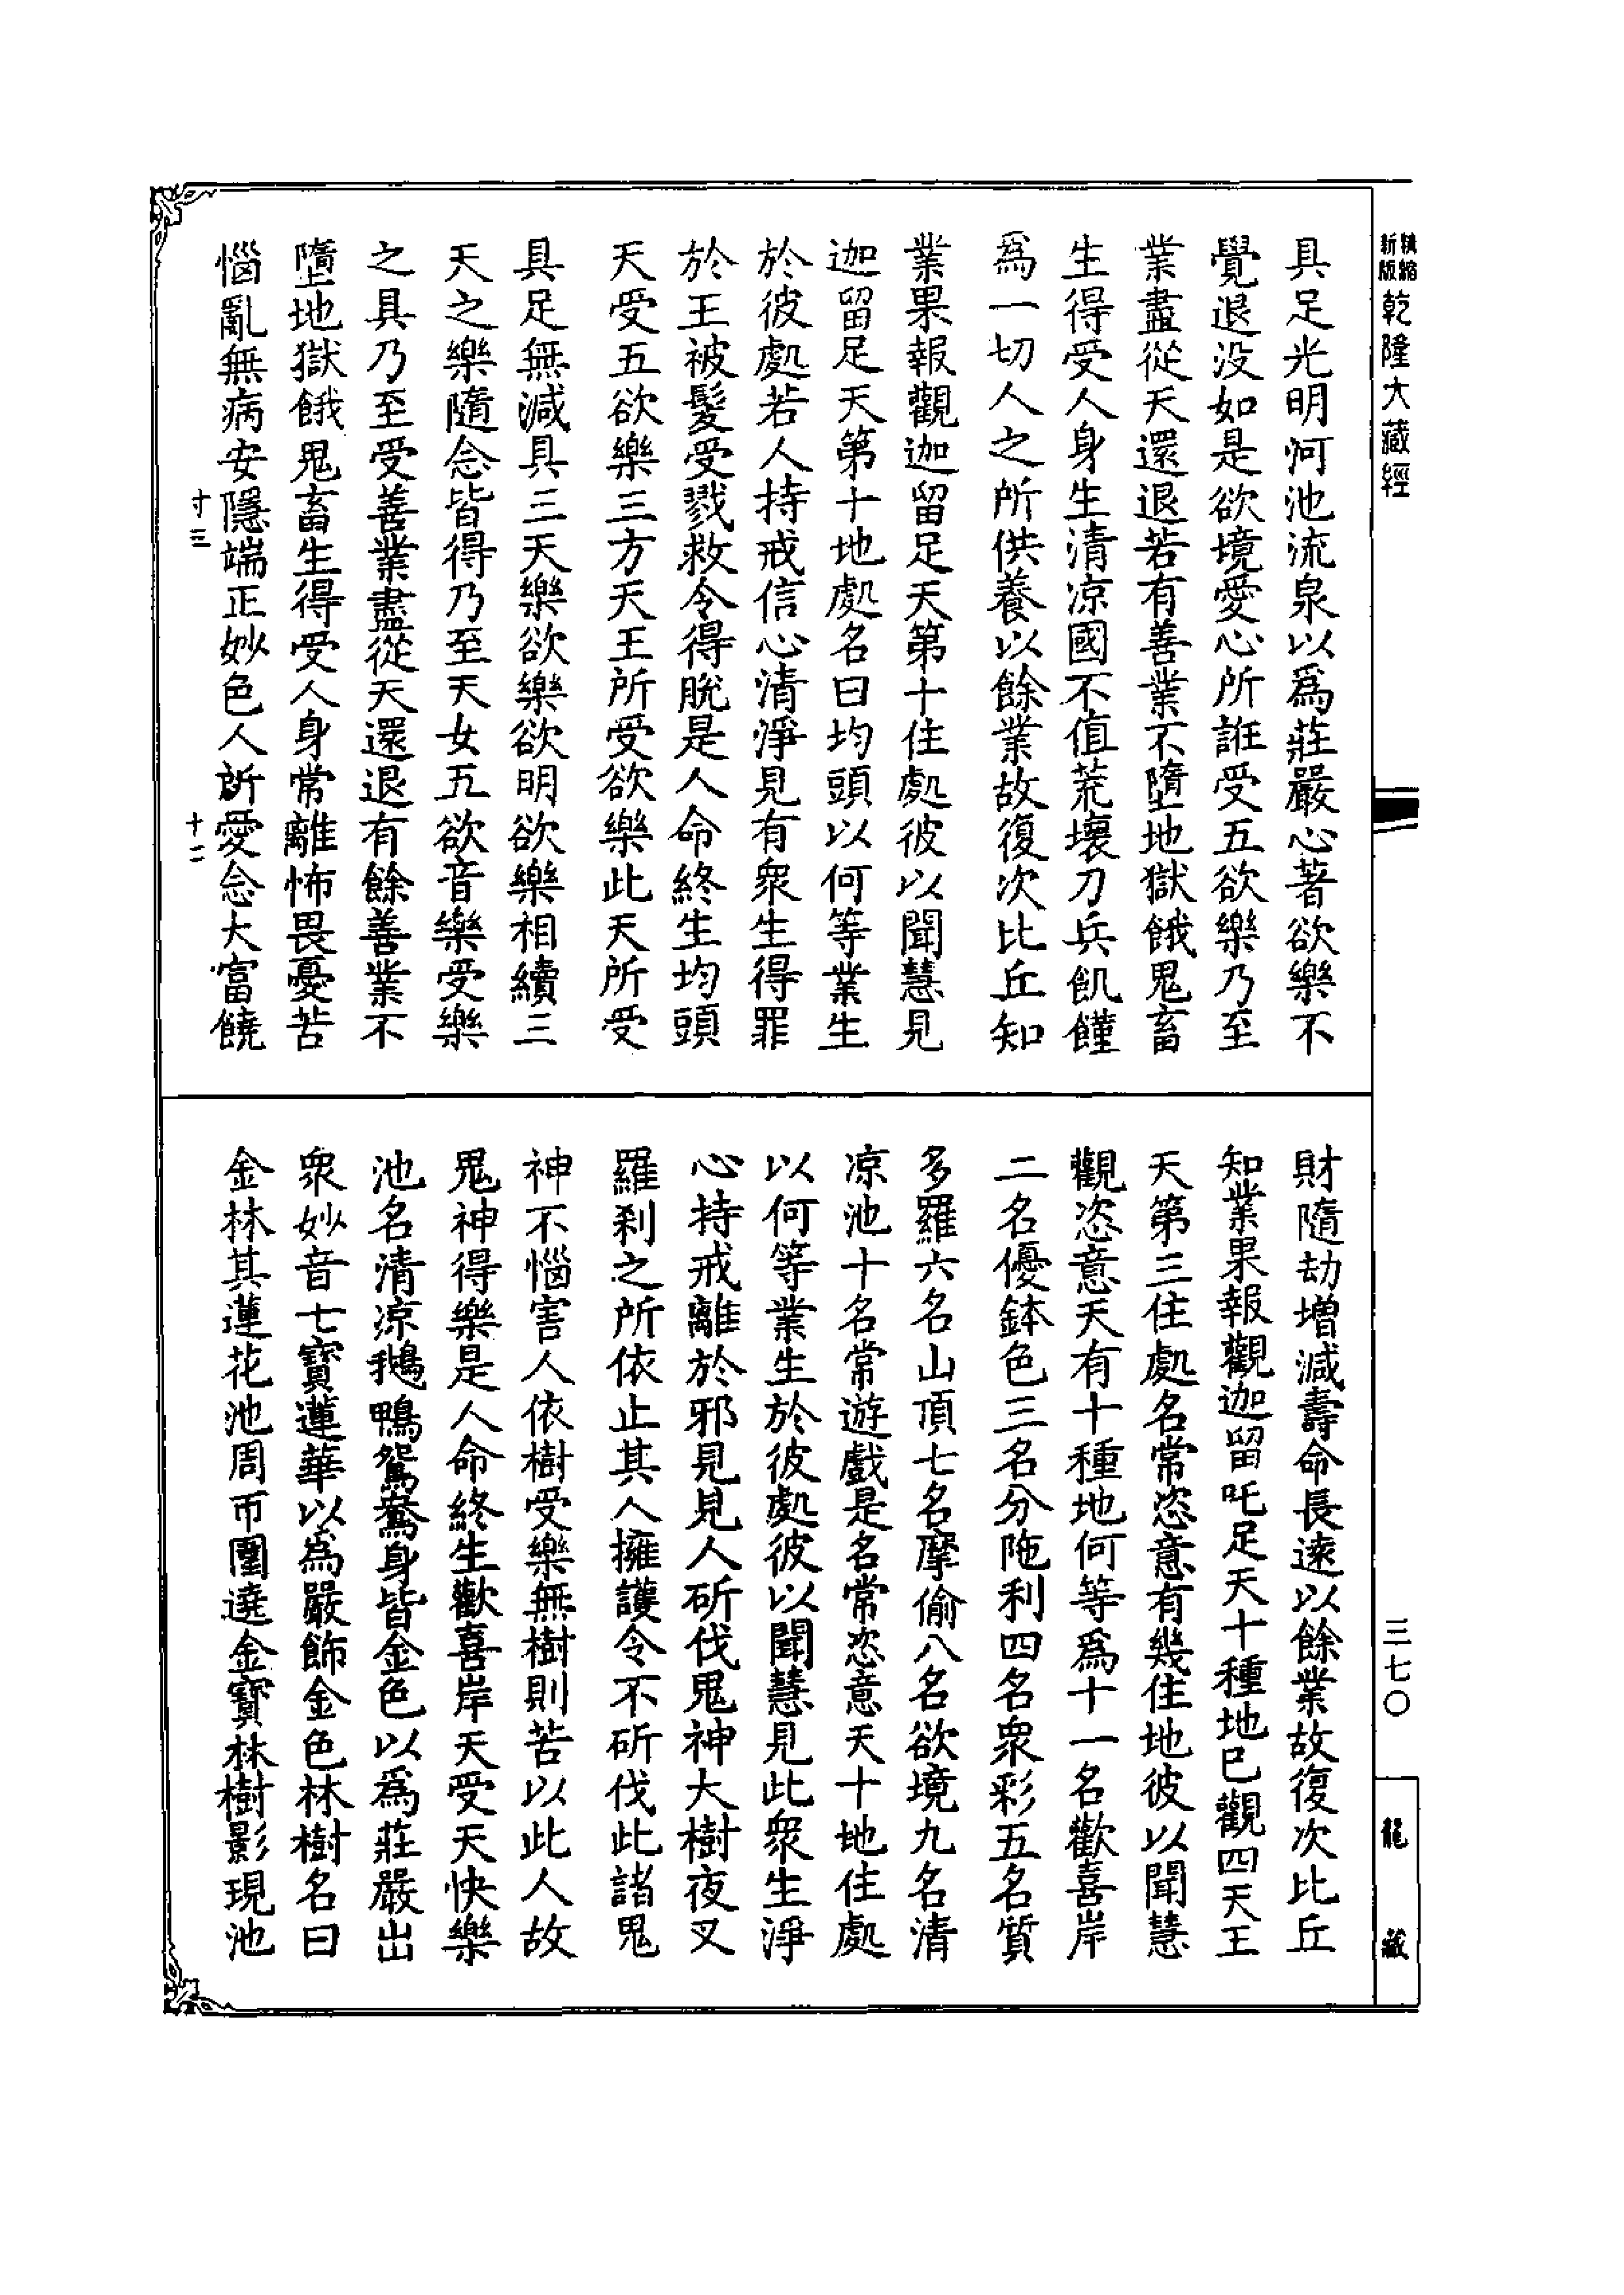 新版精縮乾隆大藏經
三七〇
龍藏
具足光明河池流泉以為莊嚴心著欲樂不
覺退没如是欲境愛心所誑受五欲樂乃至
業盡從天還退若有善業不墮地獄餓鬼畜
生得受人身生清凉國不值荒壞刀兵飢饉
為一切人之所供養以餘業故復次比丘知
業果報觀迦留足天第十住處彼以聞慧見
迦留足天第十地處名曰均頭以何等業生
於彼處若人持戒信心清淨見有衆生得罪
於王被髮受戮救令得脫是人命終生均頭
天受五欲樂三方天王所受欲樂此天所受
具足無減具三天樂欲樂欲明欲樂相續三
天之樂隨念皆得乃至天女五欲音樂受樂
之具乃至受善業盡從天還退有餘善業不
墮地獄餓鬼畜生得受人身常離怖畏憂苦
惱亂無病安隱端正妙色人所愛念大富饒
寸三
十二
財隨劫增減壽命長遠以餘業故復次比丘
知業果報觀迦留吒足天十種地已觀四天王
天第三住處名常恣意有幾住地彼以聞慧
觀恣意天有十種地何等為十一名歡喜岸
二名優鉢色三名分陁利四名衆彩五名質
多羅六名山頂七名摩偷八名欲境九名清
凉池十名常遊戲是名常恣意天十地住處
以何等業生於彼處彼以聞慧見此衆生淨
心持戒離於邪見見人斫伐鬼神大樹夜叉
羅刹之所依止其人擁護令不斫伐此諸鬼
神不惱害人依樹受樂無樹則苦以此人故
鬼神得樂是人命終生歡喜岸天受天快樂
池名清凉鵝鴨鴛鴦身皆金色以為莊嚴出
衆妙音七寶蓮華以為嚴飾金色林樹名曰
金林其蓮花池周帀圍遶金寶林樹影現池